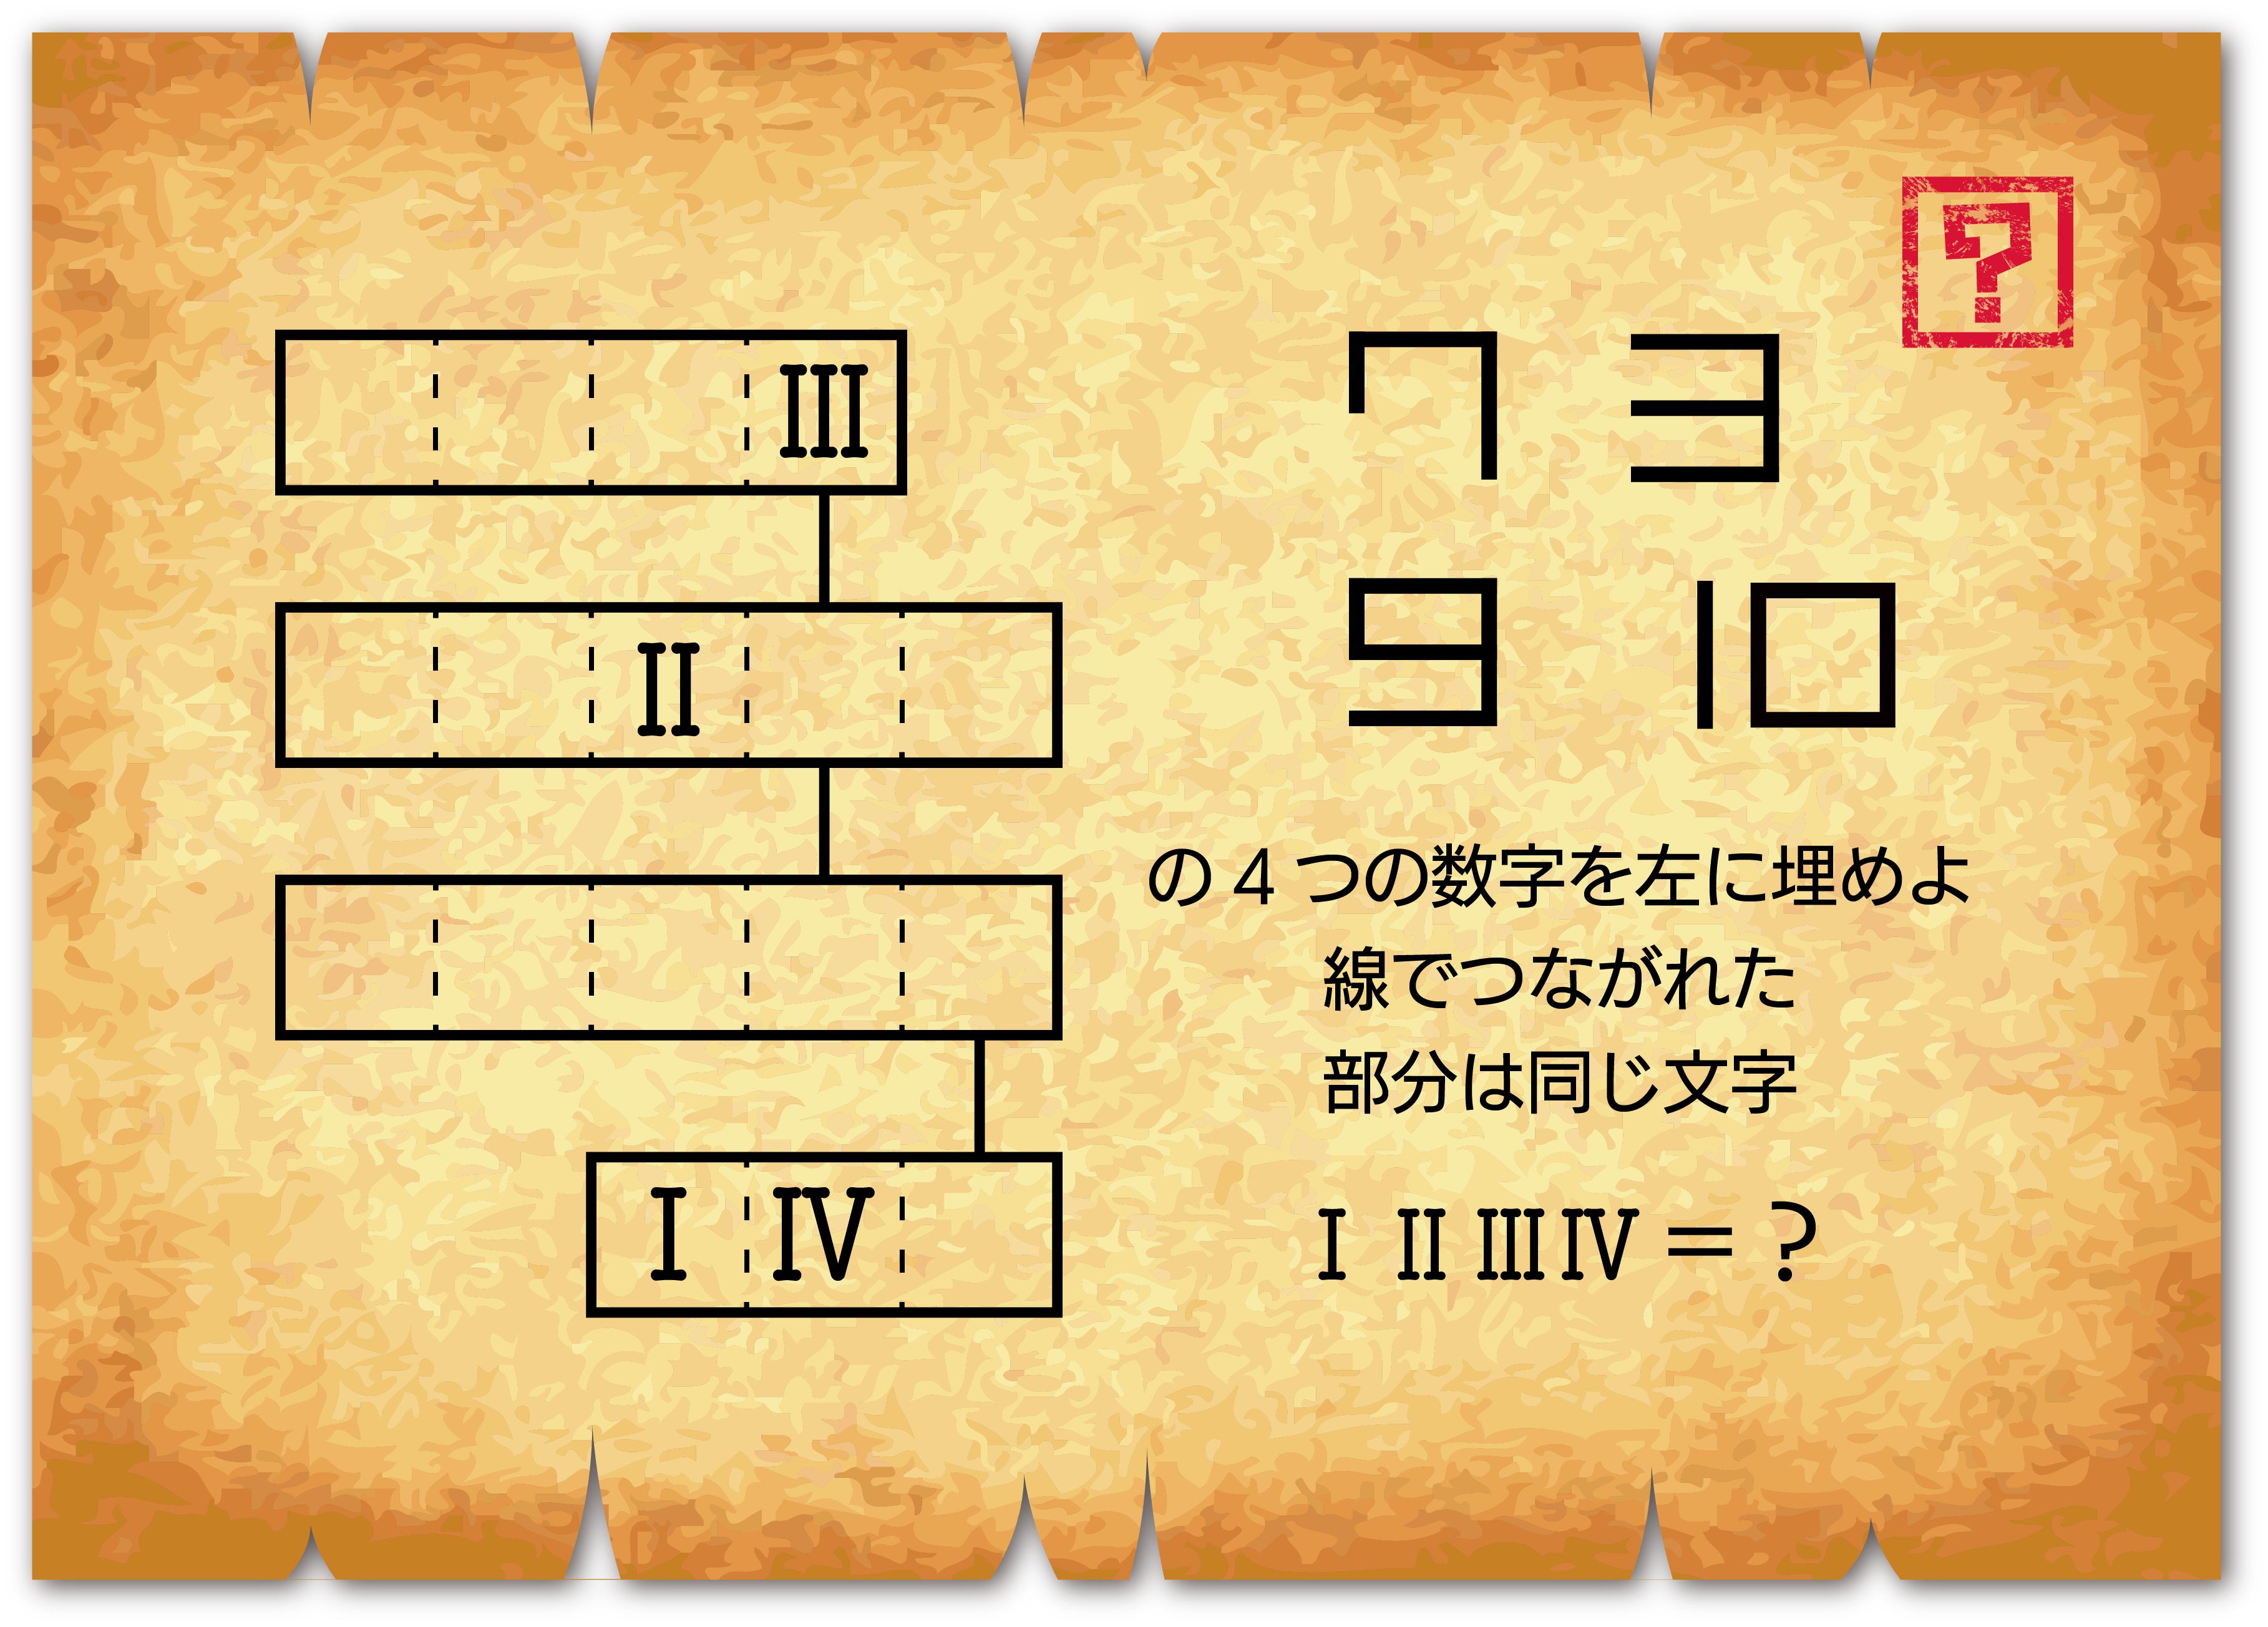 III
II
I IV
7 3
9 10
?
の4つの数字を左に埋めよ
線でつながれた
部分は同じ文字
I II III IV = ?